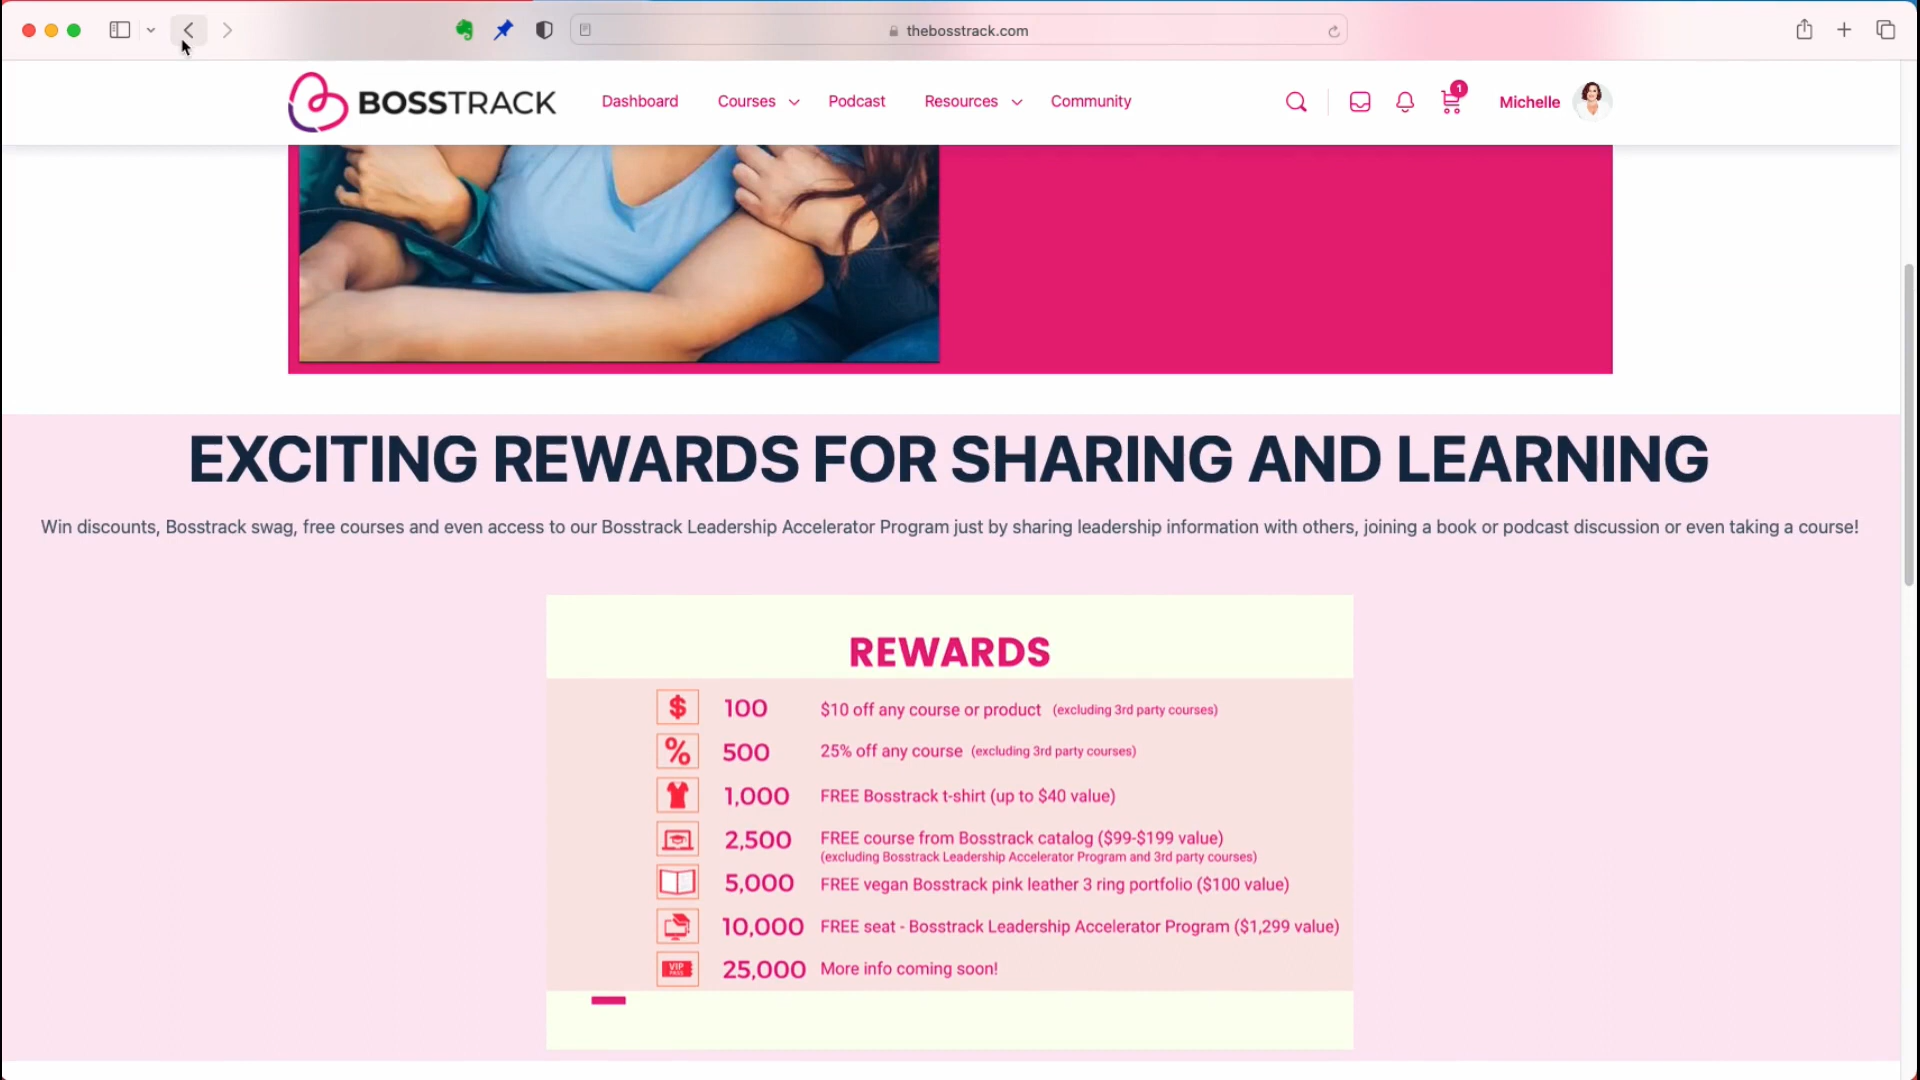 thebosstrack.com
BOSSTRACK
Dashboard
Courses
Podcast
Resources
Community
1
Michelle
EXCITING REWARDS FOR SHARING AND LEARNING
Win discounts, Bosstrack swag, free courses and even access to our Bosstrack Leadership Accelerator Program just by sharing leadership information with others, joining a book or podcast discussion or even taking a course!
REWARDS
$ 100 $10 off any course or product (excluding 3rd party courses)
% 500 25% off any course (excluding 3rd party courses)
1,000 FREE Bosstrack t-shirt (up to $40 value)
2,500 FREE course from Bosstrack catalog ($99-$199 value)
(excluding Bosstrack Leadership Accelerator Program and 3rd party courses)
5,000 FREE vegan Bosstrack pink leather 3 ring portfolio ($100 value)
10,000 FREE seat - Bosstrack Leadership Accelerator Program ($1,299 value)
VIP PASS 25,000 More info coming soon!